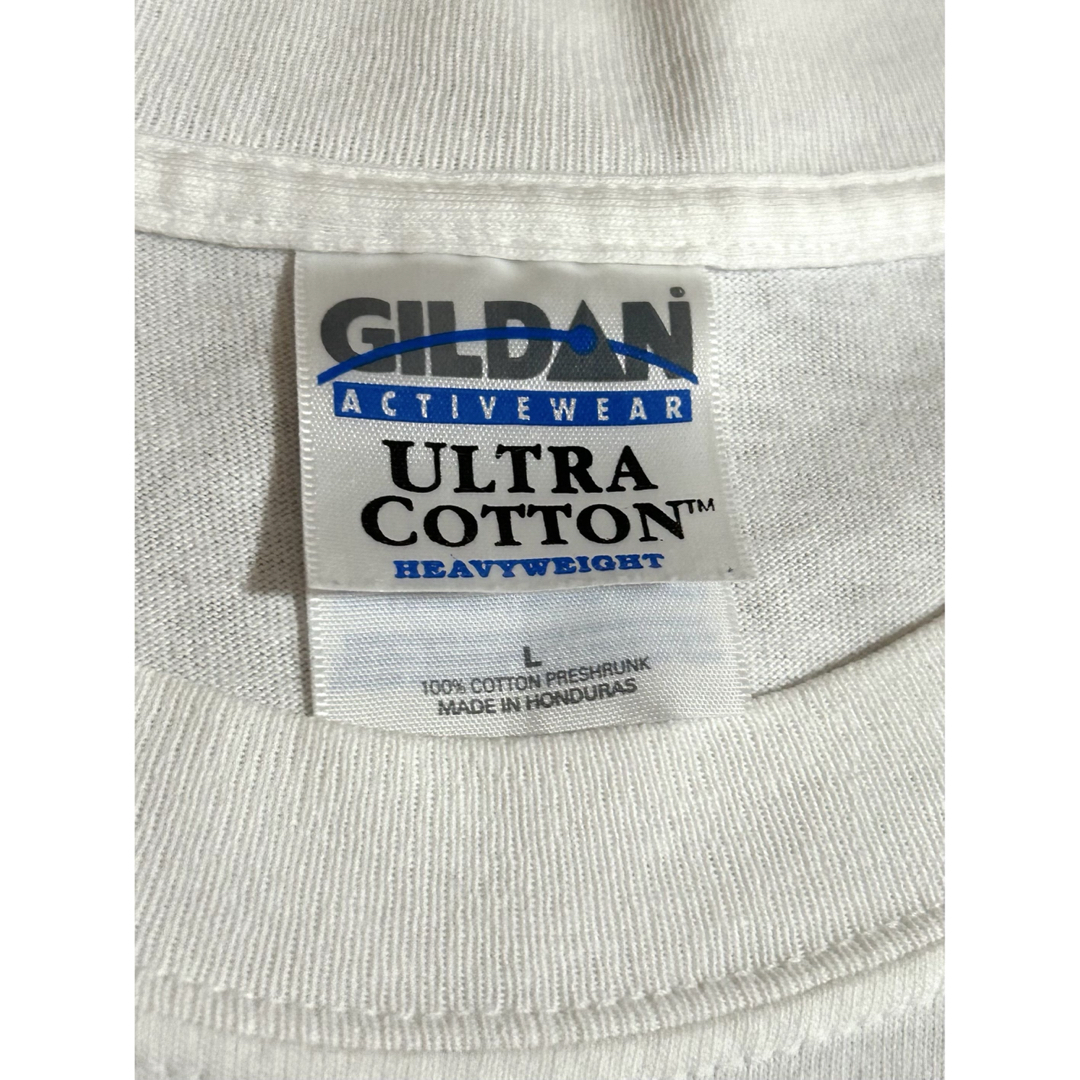 GILDAN
ACTIVEWEAR
ULTRA
COTTON™
HEAVYWEIGHT
L
100% COTTON PRESHRUNK
MADE IN HONDURAS